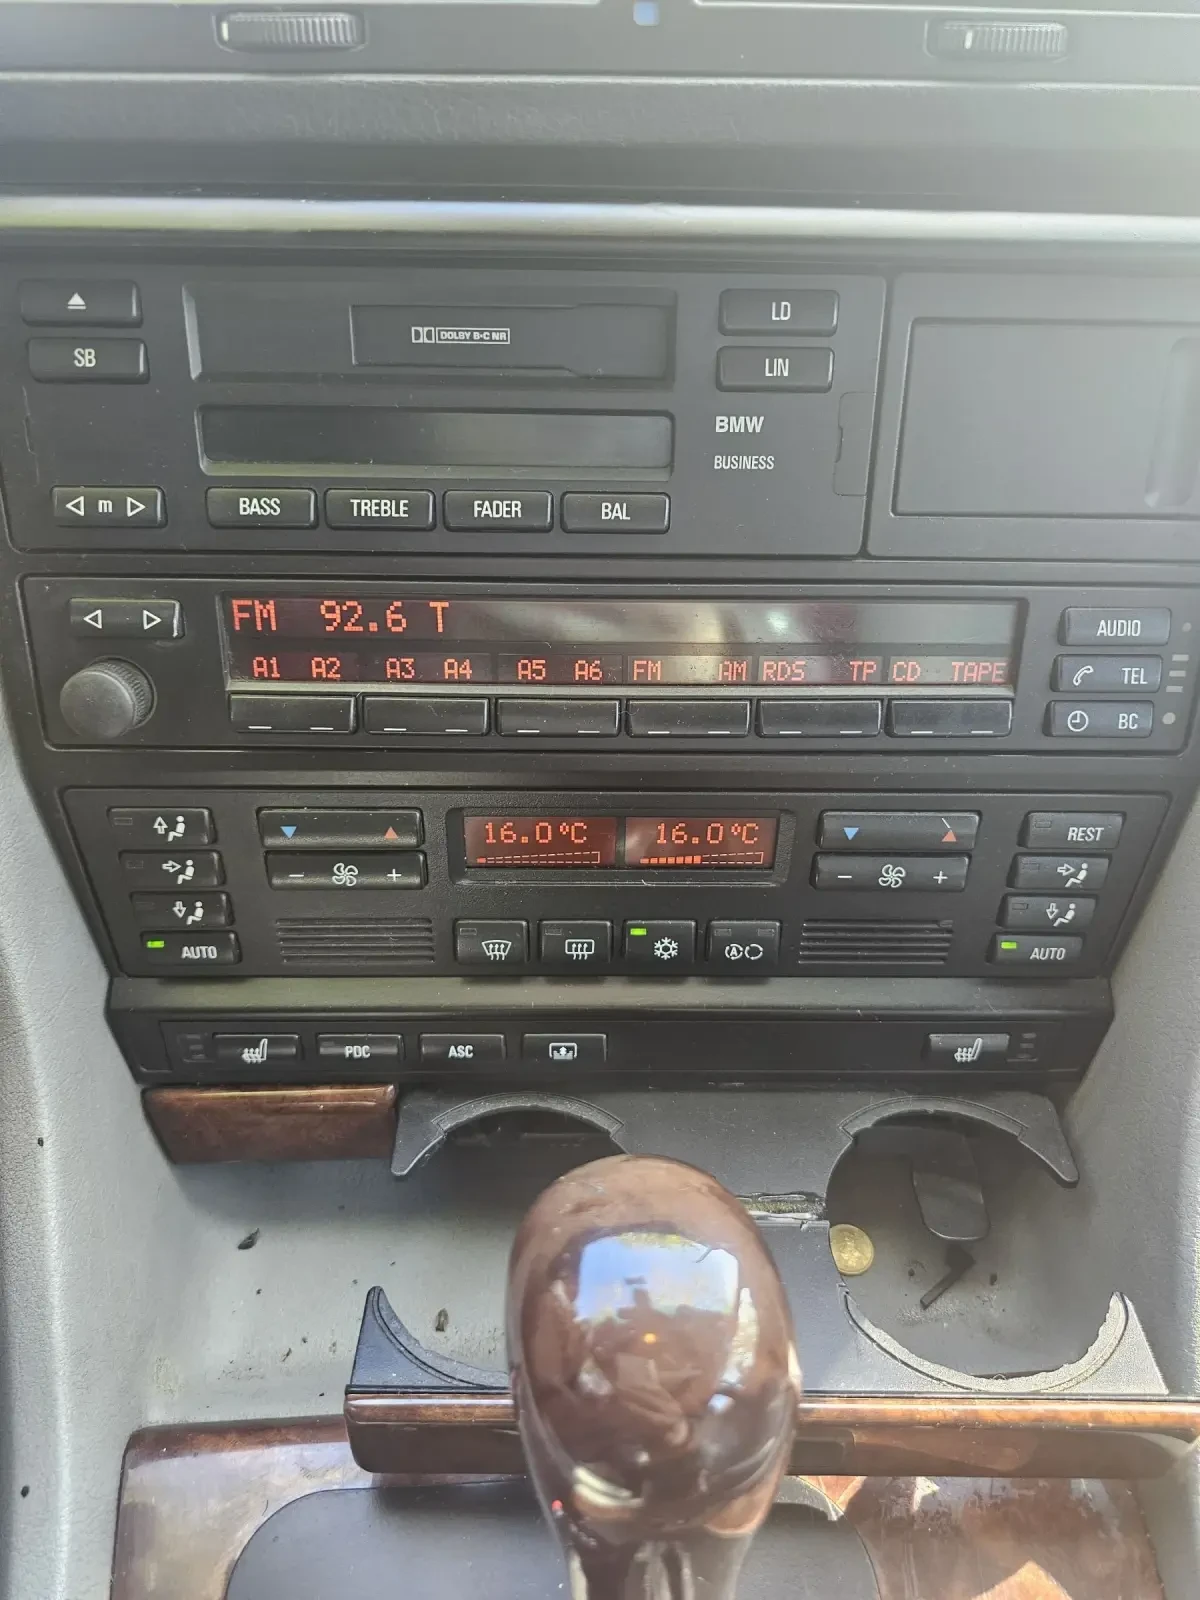 DOLBY B·C NR
LD
SB
LIN
BMW
BUSINESS
m
BASS TREBLE FADER BAL
FM 92.6 T
A1 A2 A3 A4 A5 A6 FM AM RDS TP CD TAPE
AUDIO
TEL
BC
16.0°C 16.0°C
REST
- + - +
AUTO A AUTO
PDC ASC